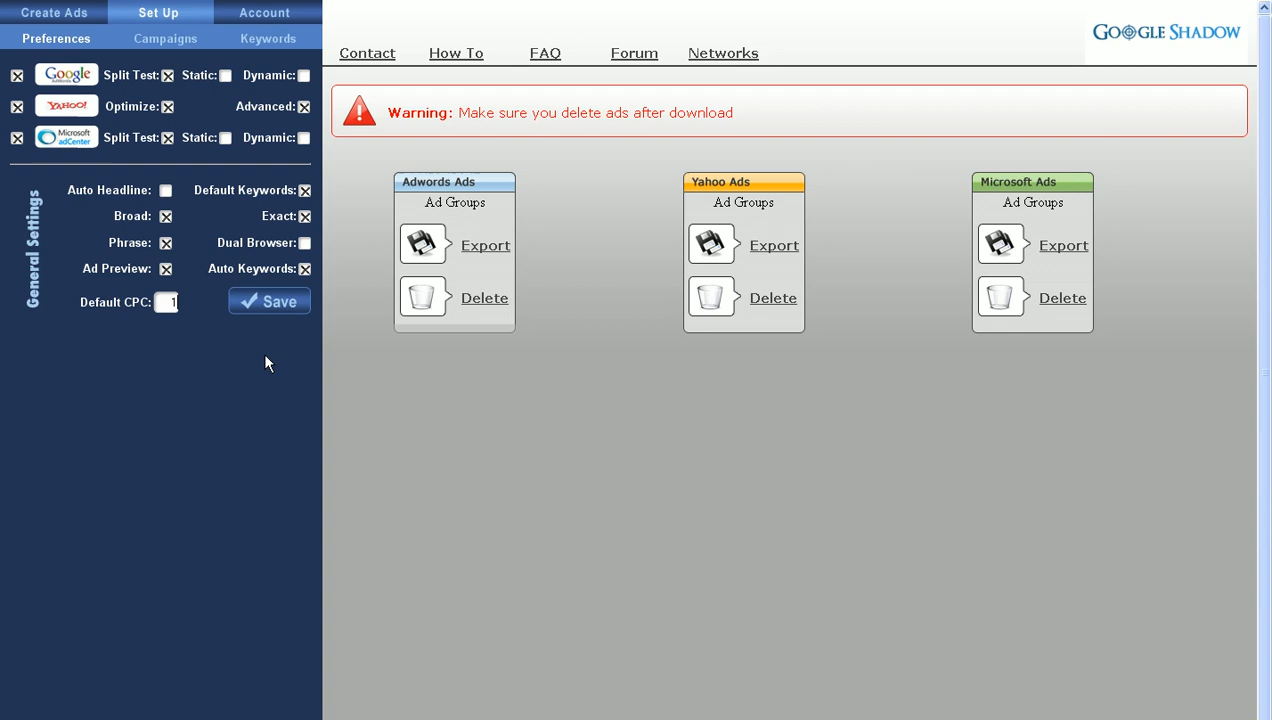 Create Ads Set Up Account
Preferences Campaigns Keywords
Google Split Test: Static: Dynamic:
YAHOO! Optimize: Advanced:
Microsoft adCenter Split Test: Static: Dynamic:
General Settings
Auto Headline: Default Keywords:
Broad: Exact:
Phrase: Dual Browser:
Ad Preview: Auto Keywords:
Default CPC: 1 Save
Contact How To FAQ Forum Networks
GOOGLE SHADOW
Warning: Make sure you delete ads after download
Adwords Ads
Ad Groups
Export
Delete
Yahoo Ads
Ad Groups
Export
Delete
Microsoft Ads
Ad Groups
Export
Delete